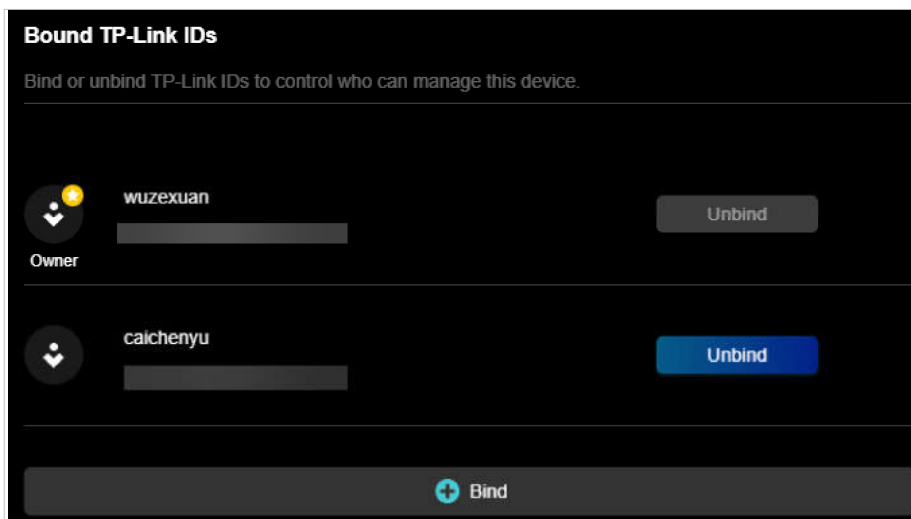 Bound TP-Link IDs
Bind or unbind TP-Link IDs to control who can manage this device.
wuzexuan
Unbind
Owner
caichenyu
Unbind
Bind